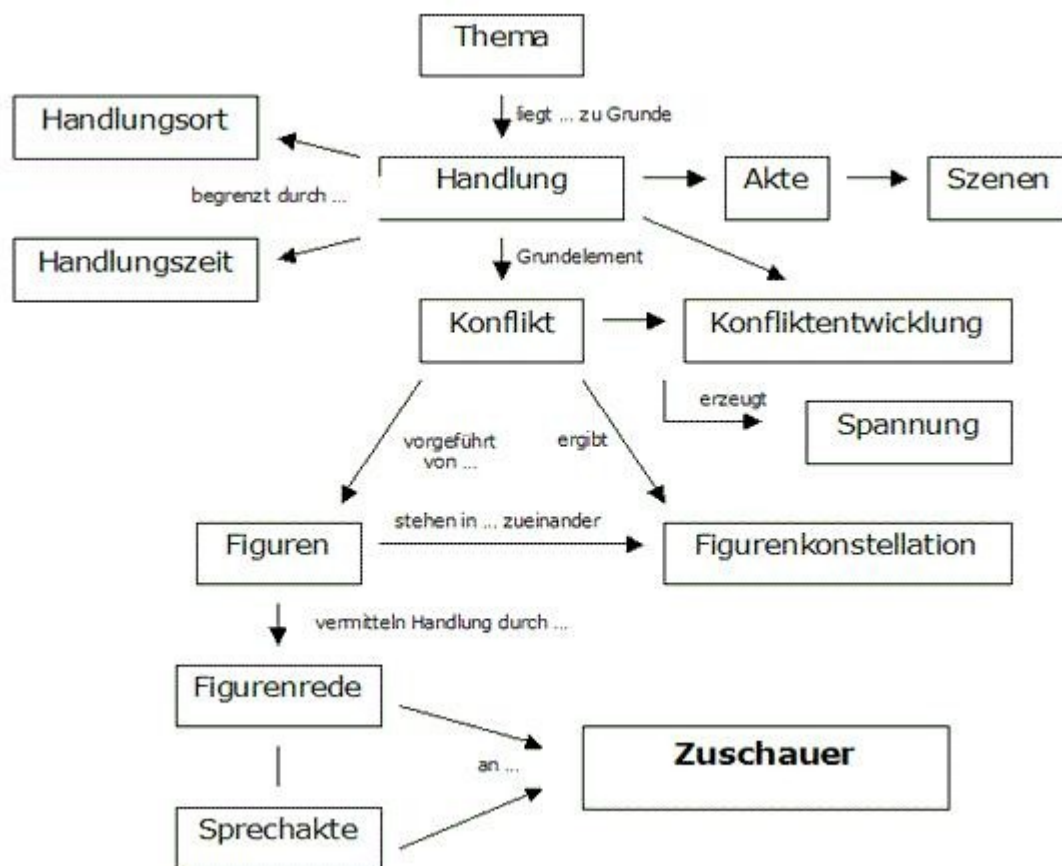 Thema
liegt ... zu Grunde
Handlungsort
Handlung
Akte
Szenen
begrenzt durch ...
Handlungszeit
Grundelement
Konflikt
Konfliktentwicklung
erzeugt
Spannung
vorgeführt
von ...
ergibt
stehen in ... zueinander
Figuren
Figurenkonstellation
vermitteln Handlung durch ...
Figurenrede
Zuschauer
an ...
Sprechakte